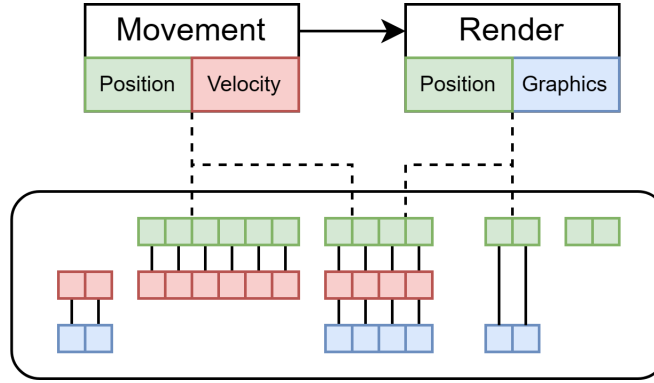 Movement
Render
Position
Velocity
Position
Graphics